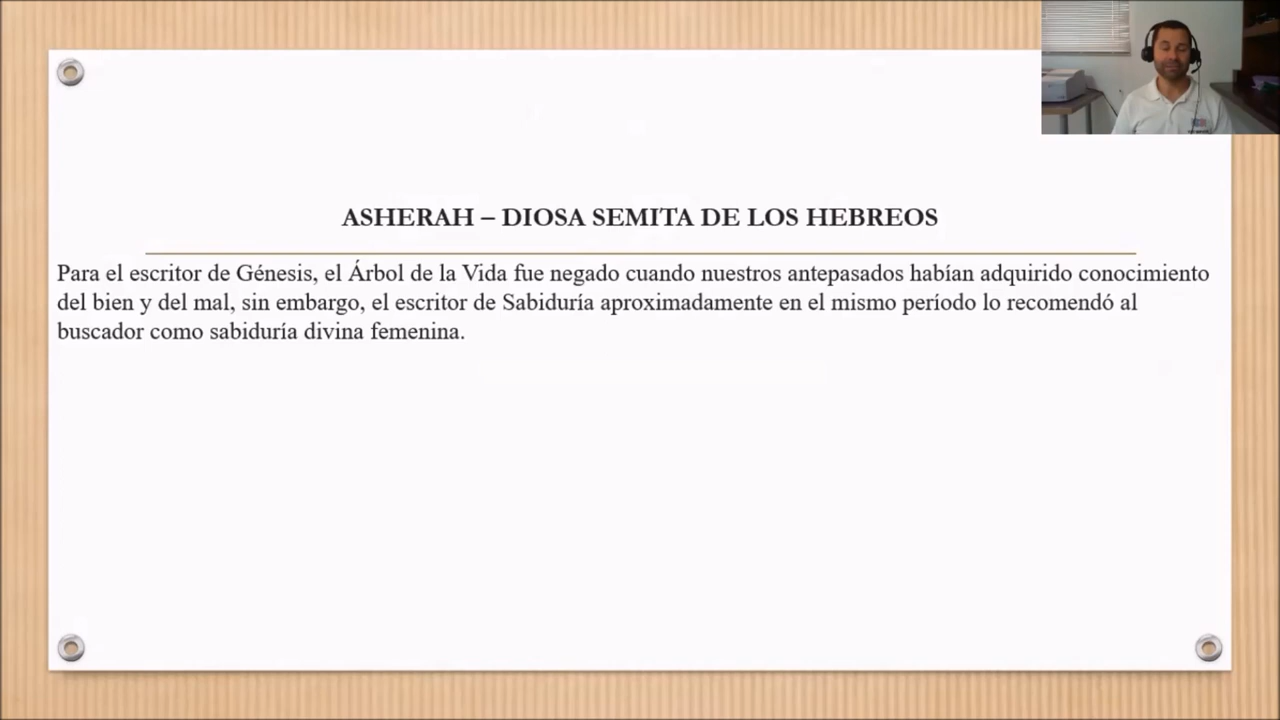 ASHERAH – DIOSA SEMITA DE LOS HEBREOS
Para el escritor de Génesis, el Árbol de la Vida fue negado cuando nuestros antepasados habían adquirido conocimiento
del bien y del mal, sin embargo, el escritor de Sabiduría aproximadamente en el mismo período lo recomendó al
buscador como sabiduría divina femenina.